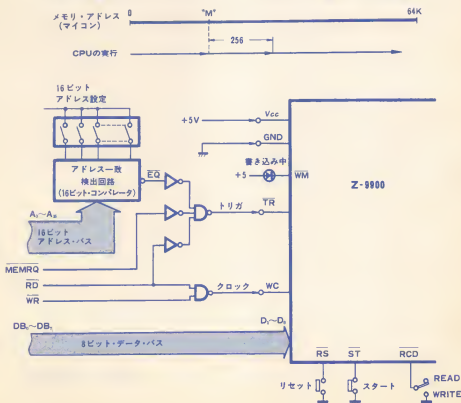 メモリ・アドレス
(マイコン)
0
"M"
64K
256
CPUの実行
16ビット
アドレス設定
アドレス一致
検出回路
(16ビット・コンパレータ)
EQ
16ビット
アドレス・バス
MEMRQ
RD
WR
DB₀~DB₇
8ビット・データ・バス
+5V
Vcc
GND
書き込み中
+5
WM
トリガ
TR
クロック
WC
Z-9900
RS
ST
RCD
リセット
スタート
READ
WRITE